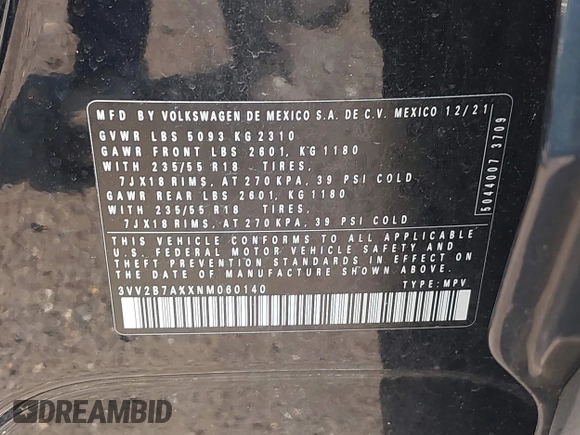 MFD BY VOLKSWAGEN DE MEXICO S.A. DE C.V. MEXICO 12/21
GVWR LBS 5093 KG 2310
GAWR FRONT LBS 2601, KG 1180
WITH 235/55 R18 TIRES,
7JX18 RIMS, AT 270 KPA, 39 PSI COLD
GAWR REAR LBS 2601, KG 1180
WITH 235/55 R18 TIRES,
7JX18 RIMS, AT 270 KPA, 39 PSI COLD
THIS VEHICLE CONFORMS TO ALL APPLICABLE
U.S. FEDERAL MOTOR VEHICLE SAFETY AND
THEFT PREVENTION STANDARDS IN EFFECT ON
THE DATE OF MANUFACTURE SHOWN ABOVE.
3VV2B7AXXNM060140 TYPE: MPV
5044007 3709
DREAMBID